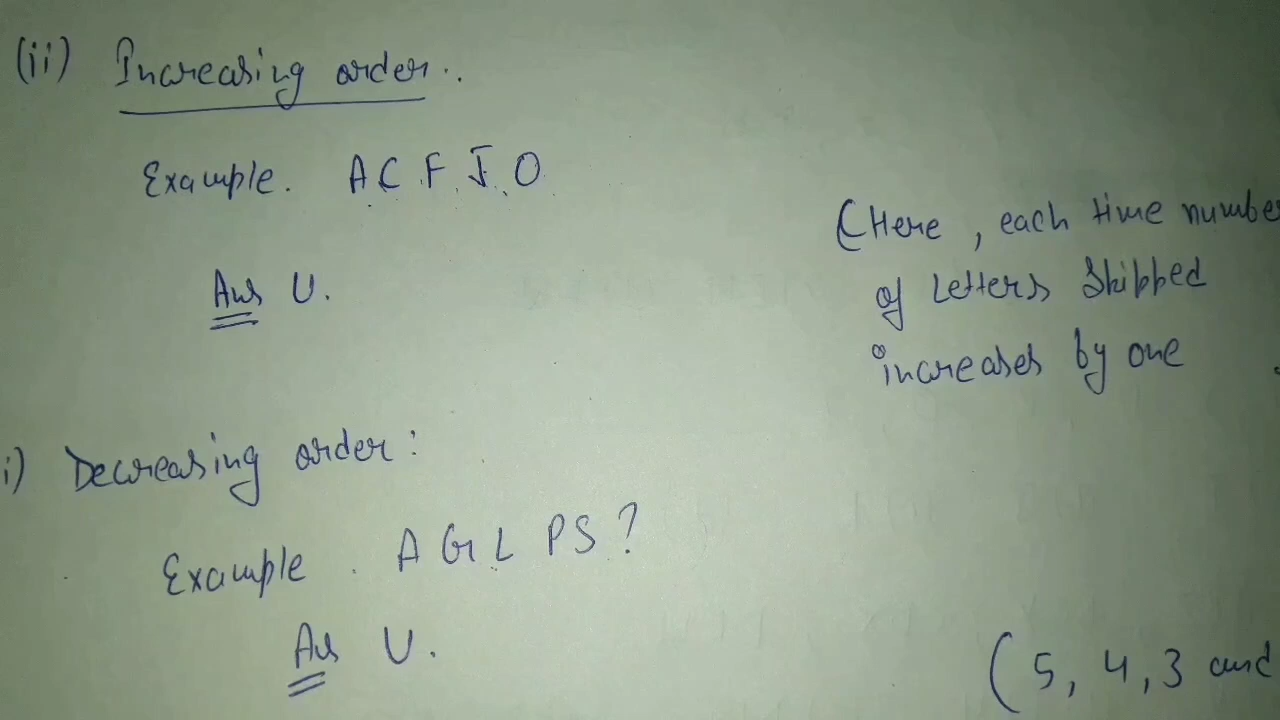 (ii) Increasing order..
Example. A C F J O
(Here, each time number
of letters skipped
increases by one
Ans U.
i) Decreasing order:
Example. A G L P S ?
Ans U.
(5, 4, 3 and